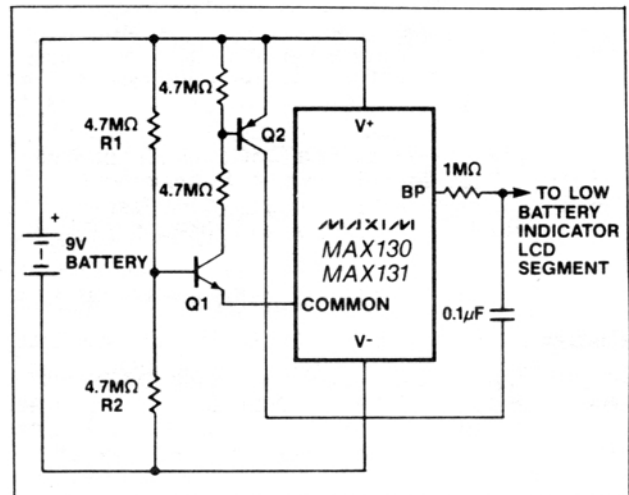 4.7MΩ
4.7MΩ
R1
Q2
V+
4.7MΩ
1MΩ
BP
TO LOW
BATTERY
INDICATOR
LCD
SEGMENT
+
9V
BATTERY
MAXIM
MAX130
MAX131
Q1
COMMON
0.1µF
V-
4.7MΩ
R2